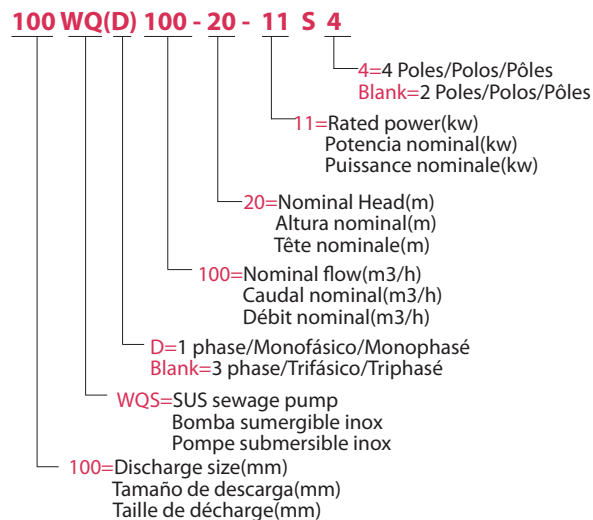 100 WQ(D) 100 - 20 - 11 S 4
4=4 Poles/Polos/Pôles
Blank=2 Poles/Polos/Pôles
11=Rated power(kw)
Potencia nominal(kw)
Puissance nominale(kw)
20=Nominal Head(m)
Altura nominal(m)
Tête nominale(m)
100=Nominal flow(m3/h)
Caudal nominal(m3/h)
Débit nominal(m3/h)
D=1 phase/Monofásico/Monophasé
Blank=3 phase/Trifásico/Triphasé
WQS=SUS sewage pump
Bomba sumergible inox
Pompe submersible inox
100=Discharge size(mm)
Tamaño de descarga(mm)
Taille de décharge(mm)